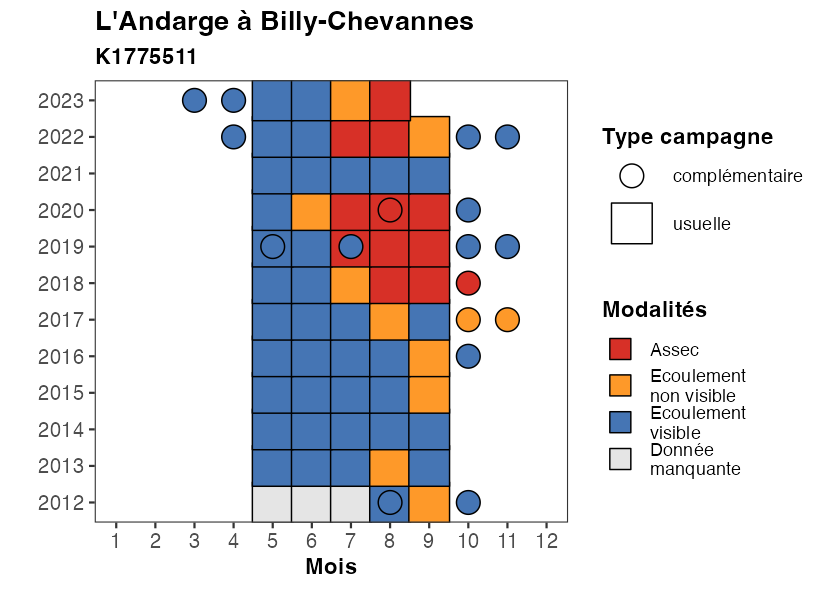 L'Andarge à Billy-Chevannes
K1775511
2023
2022
2021
2020
2019
2018
2017
2016
2015
2014
2013
2012
1 2 3 4 5 6 7 8 9 10 11 12
Mois
Type campagne
complémentaire
usuelle
Modalités
Assec
Ecoulement
non visible
Ecoulement
visible
Donnée
manquante